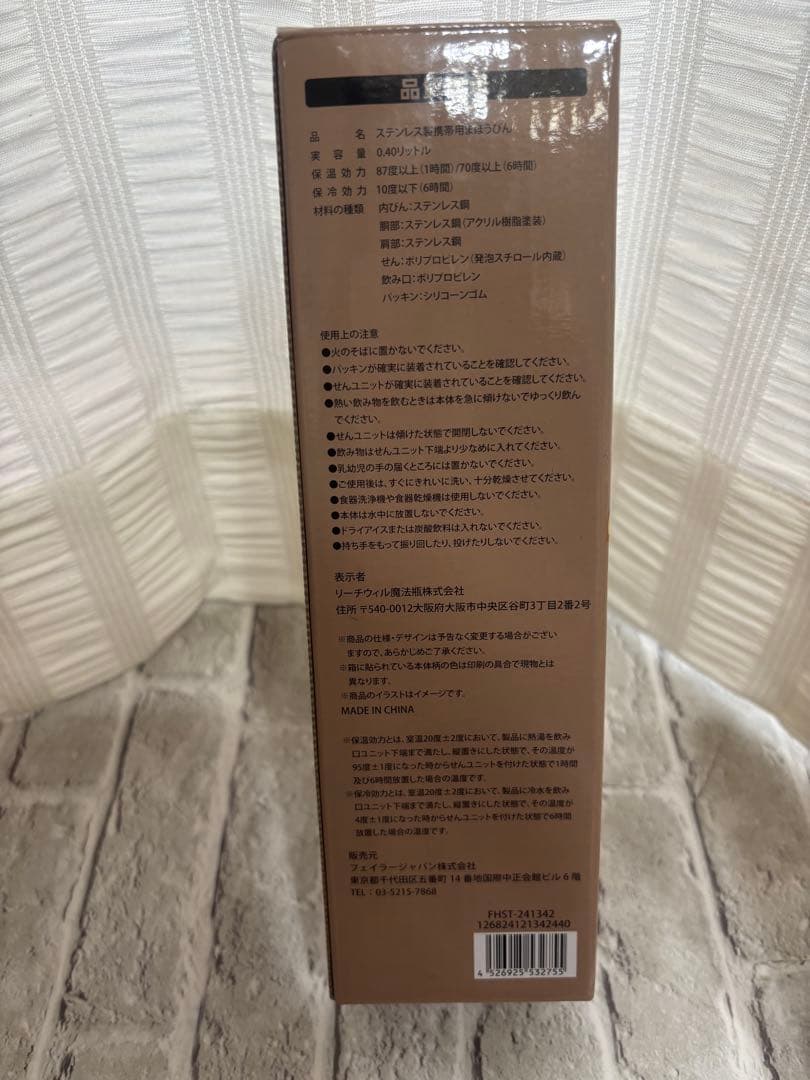 品
品 名 ステンレス製携帯用まほうびん
実 容 量 0.40リットル
保 温 効 力 87度以上(1時間)/70度以上(6時間)
保 冷 効 力 10度以下(6時間)
材料の種類 内びん:ステンレス鋼
胴部:ステンレス鋼(アクリル樹脂塗装)
肩部:ステンレス鋼
せん:ポリプロピレン(発泡スチロール内蔵)
飲み口:ポリプロピレン
パッキン:シリコーンゴム
使用上の注意
●火のそばに置かないでください。
●パッキンが確実に装着されていることを確認してください。
●せんユニットが確実に装着されていることを確認してください。
●熱い飲み物を飲むときは本体を急に傾けないでゆっくり飲ん
でください。
●せんユニットは傾けた状態で開閉しないでください。
●飲み物はせんユニット下端より少なめに入れてください。
●乳幼児の手の届くところには置かないでください。
●ご使用後は、すぐにきれいに洗い、十分乾燥させてください。
●食器洗浄機や食器乾燥機は使用しないでください。
●本体は水中に放置しないでください。
●ドライアイスまたは炭酸飲料は入れないでください。
●持ち手をもって振り回したり、投げたりしないでください。
表示者
リーチウィル魔法瓶株式会社
住所 〒540-0012大阪府大阪市中央区谷町3丁目2番2号
※商品の仕様・デザインは予告なく変更する場合がござい
ますので、あらかじめご了承ください。
※箱に貼られている本体柄の色は印刷の具合で現物とは
異なります。
※商品のイラストはイメージです。
MADE IN CHINA
※保温効力とは、室温20度±2度において、製品に熱湯を飲み
口ユニット下端まで満たし、縦置きにした状態で、その温度が
95度±1度になった時からせんユニットを付けた状態で1時間
及び6時間放置した場合の温度です。
※保冷効力とは、室温20度±2度において、製品に冷水を飲み
口ユニット下端まで満たし、縦置きにした状態で、その温度が
4度±1度になった時からせんユニットを付けた状態で6時間
放置した場合の温度です。
販売元
フェイラージャパン株式会社
東京都千代田区五番町 14 番地国際中正会館ビル 6 階
TEL : 03-5215-7868
FHST-241342
126824121342440
4 526925 532755